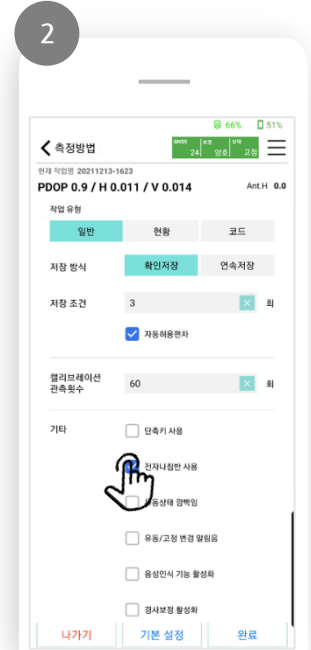 2
66% 51%
측정방법
GNSS 보정 상태
24 양호 고정
현재 작업명 20211213-1623
PDOP 0.9 / H 0.011 / V 0.014 Ant.H 0.0
작업 유형
일반 현황 코드
저장 방식 확인저장 연속저장
저장 조건 3 회
자동허용편차
캘리브레이션
관측횟수
60 회
기타 단축키 사용
전자나침반 사용
유동상태 깜빡임
유동/고정 변경 알림음
음성인식 기능 활성화
경사보정 활성화
나가기 기본 설정 완료